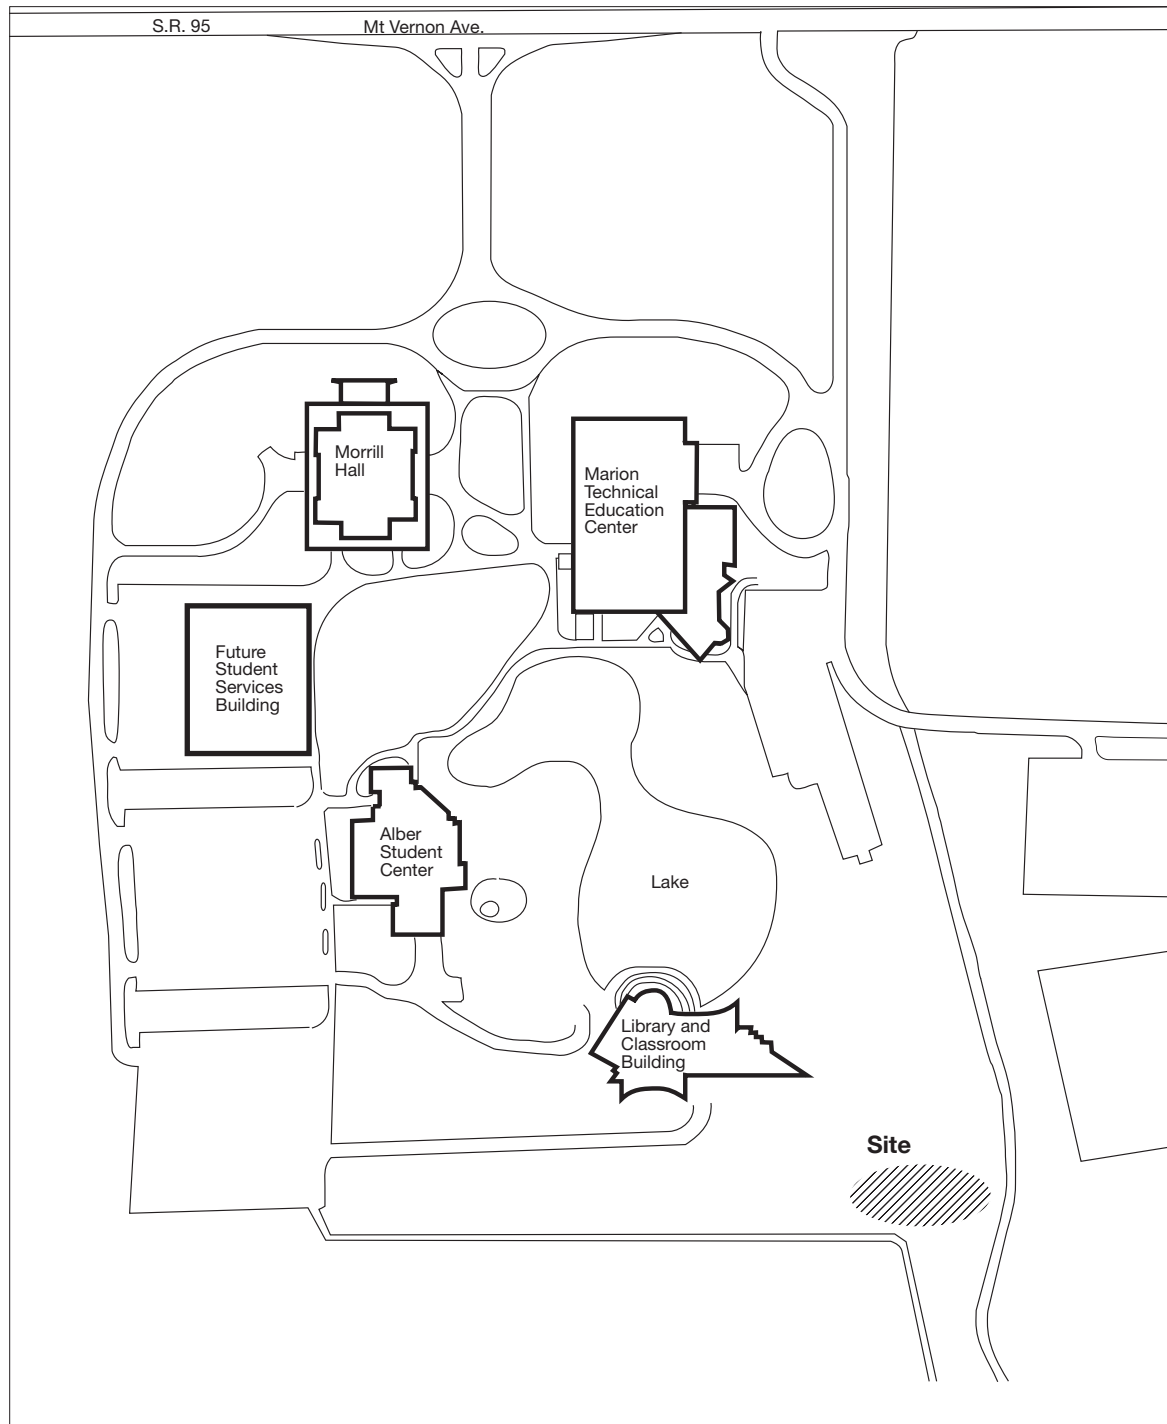 S.R. 95
Mt Vernon Ave.
Morrill
Hall
Marion
Technical
Education
Center
Future
Student
Services
Building
Alber
Student
Center
Lake
Library and
Classroom
Building
Site